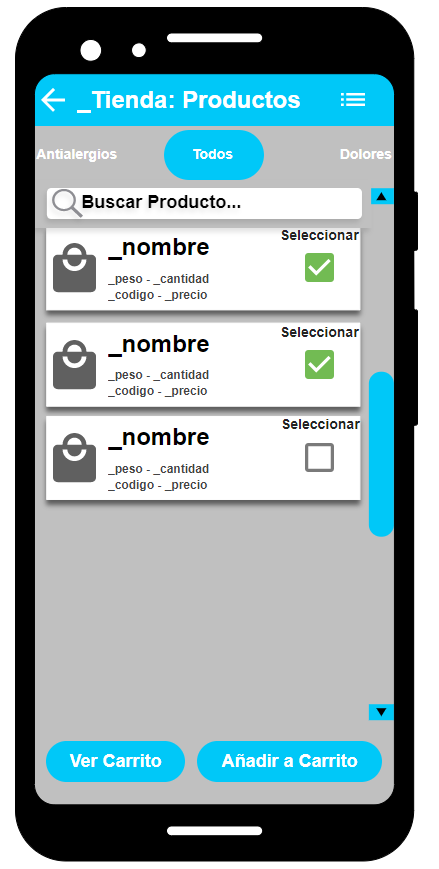 _Tienda: Productos
Antialergios Todos Dolores
Buscar Producto...
Seleccionar
_nombre
_peso - _cantidad
_codigo - _precio
Seleccionar
_nombre
_peso - _cantidad
_codigo - _precio
Seleccionar
_nombre
_peso - _cantidad
_codigo - _precio
Ver Carrito Añadir a Carrito